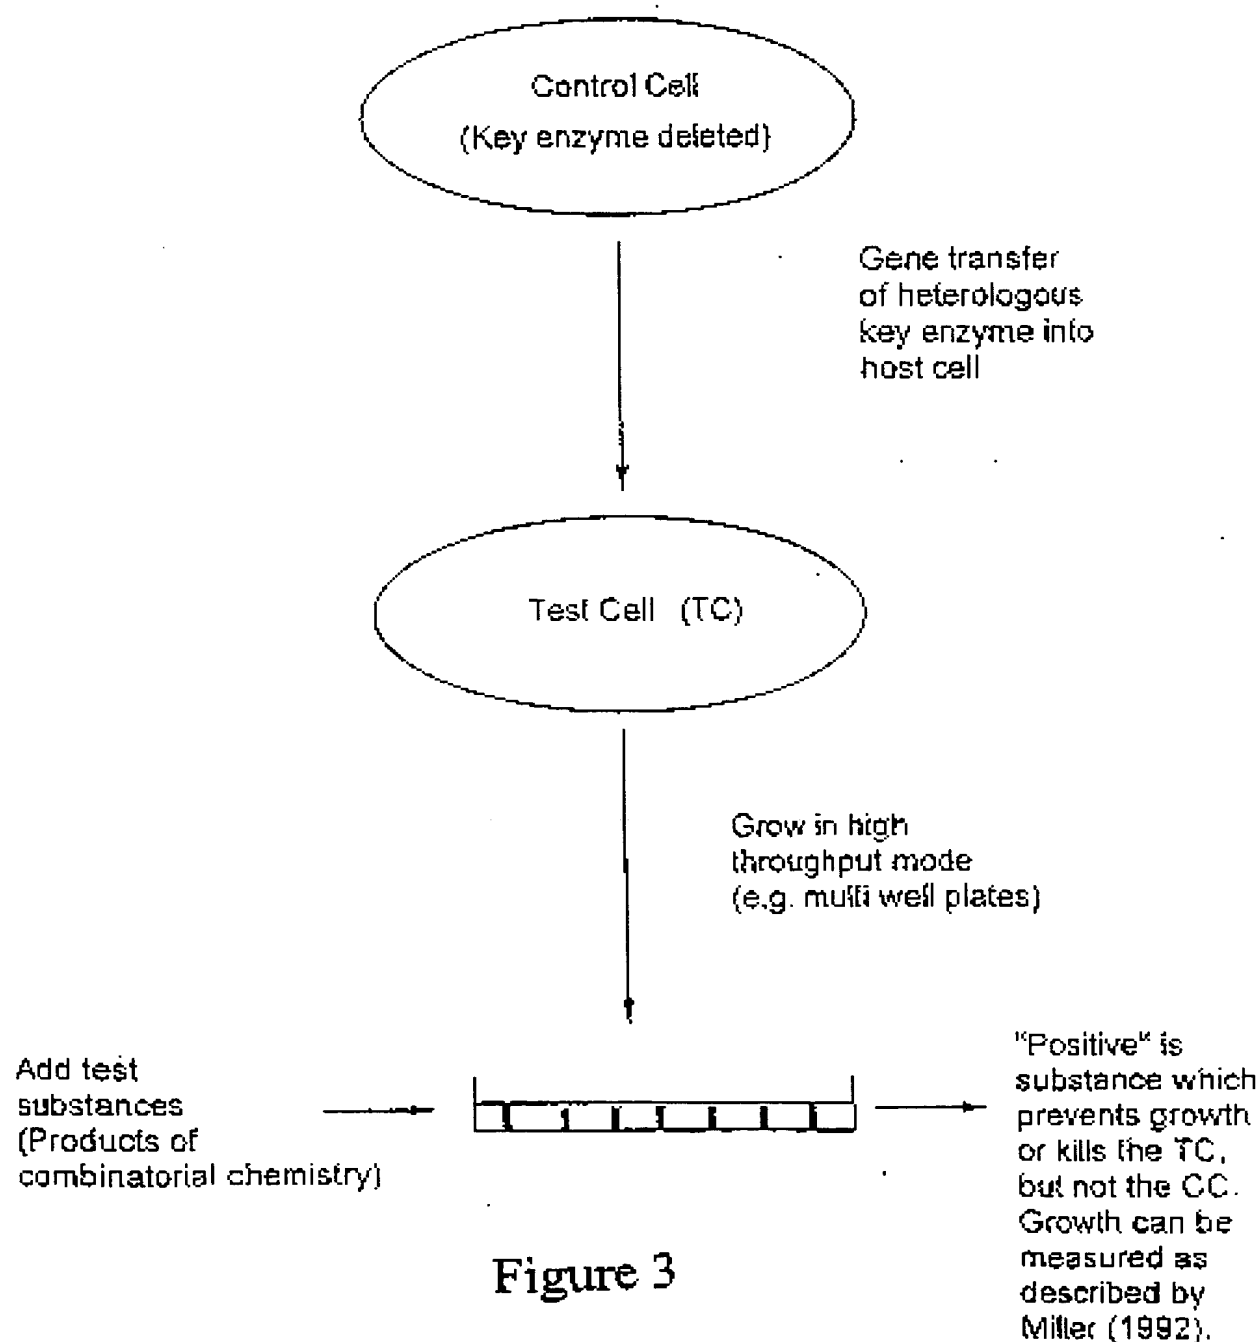 Control Cell
(Key enzyme deleted)
Gene transfer
of heterologous
key enzyme into
host cell
Test Cell (TC)
Grow in high
throughput mode
(e.g. multi well plates)
Add test
substances
(Products of
combinatorial chemistry)
"Positive" is
substance which
prevents growth
or kills the TC,
but not the CC.
Growth can be
measured as
described by
Miller (1992).
Figure 3